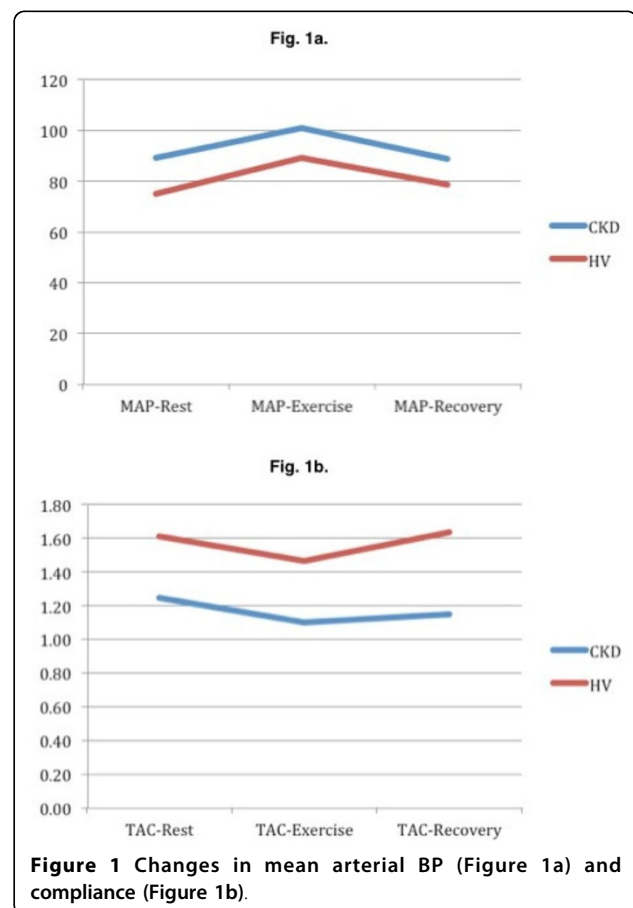 Fig. 1a.
120
100
80
60
40
20
0
MAP-Rest
MAP-Exercise
MAP-Recovery
CKD
HV
Fig. 1b.
1.80
1.60
1.40
1.20
1.00
0.80
0.60
0.40
0.20
0.00
TAC-Rest
TAC-Exercise
TAC-Recovery
CKD
HV
Figure 1 Changes in mean arterial BP (Figure 1a) and
compliance (Figure 1b).